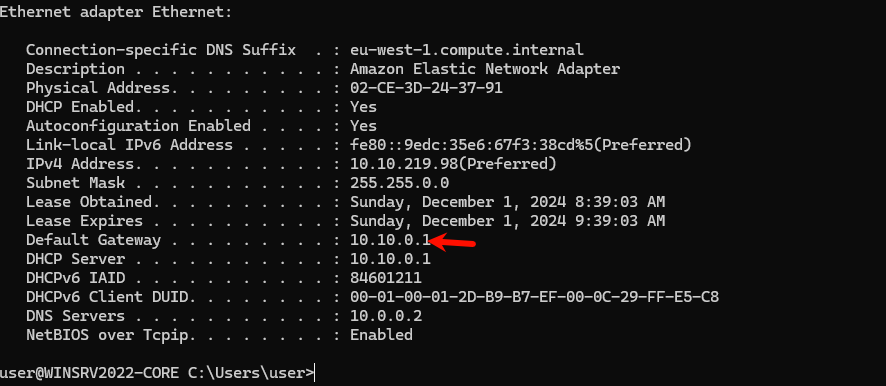 Ethernet adapter Ethernet:
Connection-specific DNS Suffix  . : eu-west-1.compute.internal
Description . . . . . . . . . . . : Amazon Elastic Network Adapter
Physical Address. . . . . . . . . : 02-CE-3D-24-37-91
DHCP Enabled. . . . . . . . . . . : Yes
Autoconfiguration Enabled . . . . : Yes
Link-local IPv6 Address . . . . . : fe80::9edc:35e6:67f3:38cd%5(Preferred)
IPv4 Address. . . . . . . . . . . : 10.10.219.98(Preferred)
Subnet Mask . . . . . . . . . . . : 255.255.0.0
Lease Obtained. . . . . . . . . . : Sunday, December 1, 2024 8:39:03 AM
Lease Expires . . . . . . . . . . : Sunday, December 1, 2024 9:39:03 AM
Default Gateway . . . . . . . . . : 10.10.0.1
DHCP Server . . . . . . . . . . . : 10.10.0.1
DHCPv6 IAID . . . . . . . . . . . : 84601211
DHCPv6 Client DUID. . . . . . . . : 00-01-00-01-2D-B9-B7-EF-00-0C-29-FF-E5-C8
DNS Servers . . . . . . . . . . . : 10.0.0.2
NetBIOS over Tcpip. . . . . . . . : Enabled
user@WINSRV2022-CORE C:\Users\user>